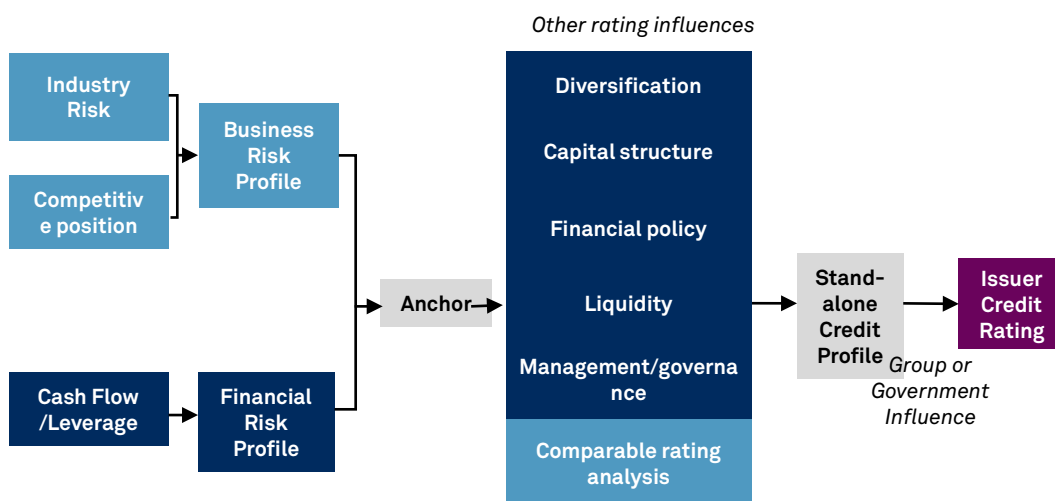 Other rating influences
Industry
Risk
Competitiv
e position
Business
Risk
Profile
Cash Flow
/Leverage
Financial
Risk
Profile
Anchor
Diversification
Capital structure
Financial policy
Liquidity
Management/governa
nce
Comparable rating
analysis
Stand-
alone
Credit
Profile
Group or
Government
Influence
Issuer
Credit
Rating